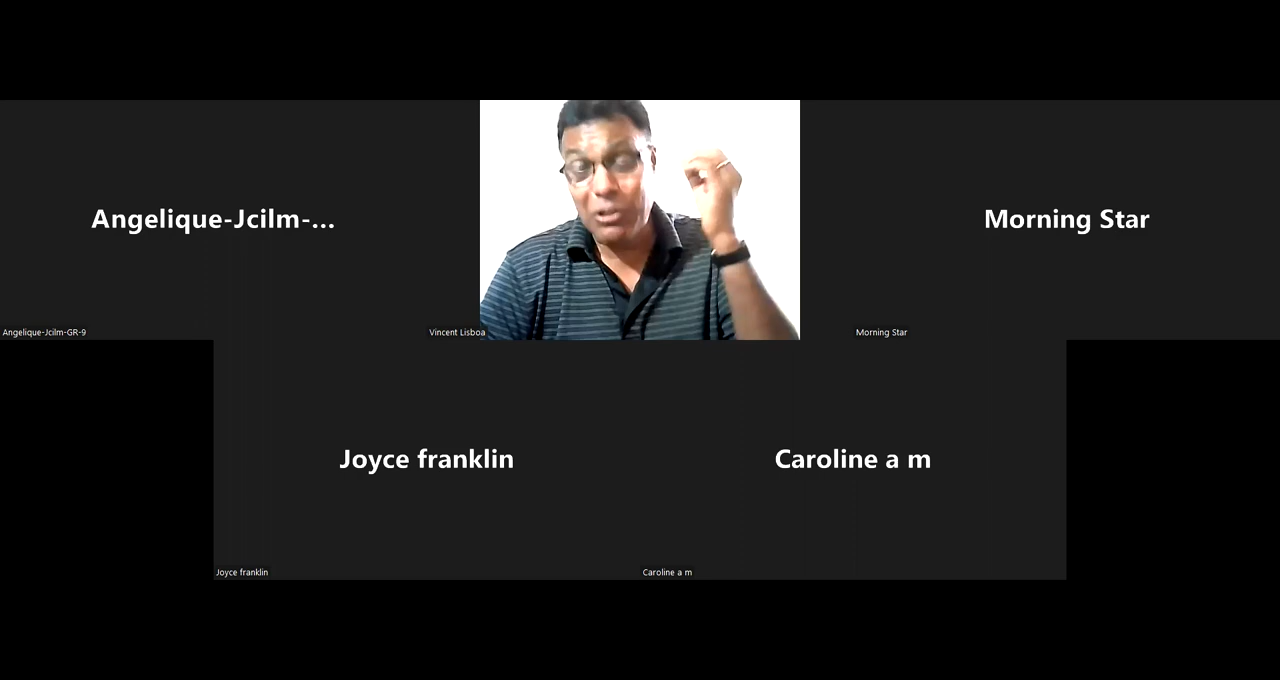 Angelique-Jcilm-...
Morning Star
Angelique-Jcilm-GR-9
Vincent Lisboa
Morning Star
Joyce franklin
Caroline a m
Joyce franklin
Caroline a m